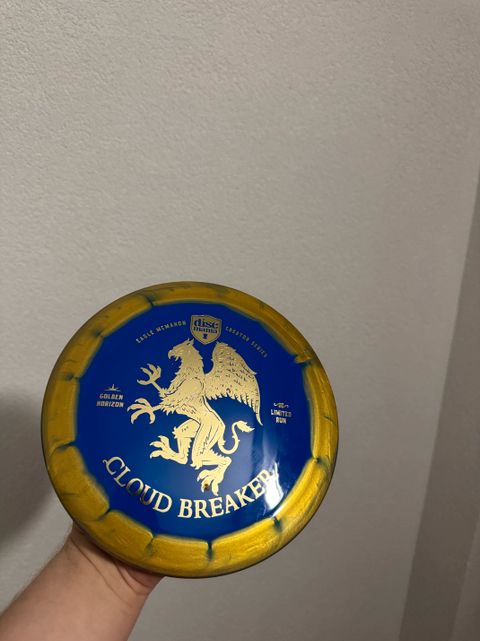 EAGLE MCMAHON
CREATOR SERIES
disc
mania
GOLDEN
HORIZON
LIMITED
RUN
CLOUD BREAKER